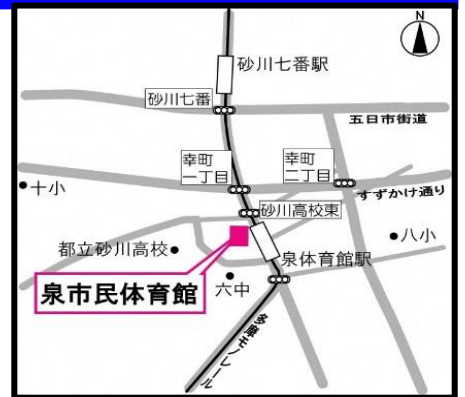 N
砂川七番駅
砂川七番
五日市街道
幸町
一丁目
幸町
二丁目
十小
すずかけ通り
砂川高校東
都立砂川高校
八小
泉体育館駅
泉市民体育館
六中
多摩モノレール